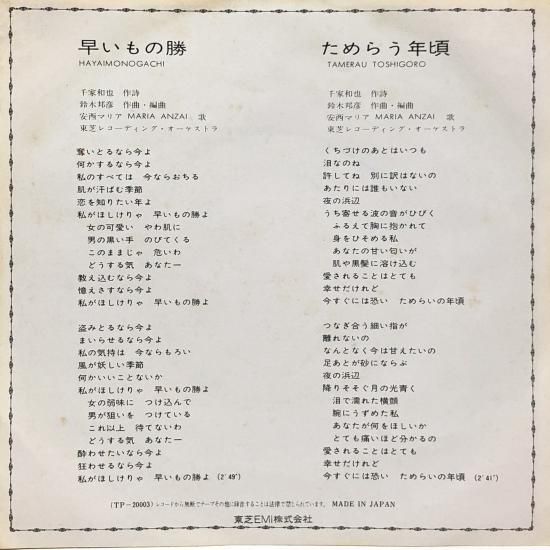 早いもの勝
HAYAIMONOGACHI
千家和也 作詩
鈴木邦彦 作曲・編曲
安西マリア MARIA ANZAI 歌
東芝レコーディング・オーケストラ
奪いとるなら今よ
何かするなら今よ
私のすべては 今ならおちる
肌が汗ばむ季節
恋を知りたい年よ
私がほしけりゃ 早いもの勝よ
女の可愛い やわ肌に
男の黒い手 のびてくる
このままじゃ 危いわ
どうする気 あなたー
教え込むなら今よ
憶えさすなら今よ
私がほしけりゃ 早いもの勝よ
盗みとるなら今よ
まいらせるなら今よ
私の気持は 今ならもろい
風が妖しい季節
何かいいことないか
私がほしけりゃ 早いもの勝よ
女の弱味に つけ込んで
男が狙いを つけている
これ以上 待てないわ
どうする気 あなたー
酔わせたいなら今よ
狂わせるなら今よ
私がほしけりゃ 早いもの勝よ (2'49")
ためらう年頃
TAMERAU TOSHIGORO
千家和也 作詩
鈴木邦彦 作曲・編曲
安西マリア MARIA ANZAI 歌
東芝レコーディング・オーケストラ
くちづけのあとはいつも
泪なのね
許してね 別に訳はないの
あたりには誰もいない
夜の浜辺
うち寄せる波の音がひびく
ふるえて胸に抱かれて
身をひそめる私
あなたの甘い匂いが
肌や黒髪に溶け込む
愛されることはとても
幸せだけれど
今すぐには恐い ためらいの年頃
つなぎ合う細い指が
離れないの
なんとなく今は甘えたいの
足あとが砂にならぶ
夜の浜辺
降りそそぐ月の光青く
泪で濡れた横顔
腕にうずめた私
あなたが何をほしいか
とても痛いほど分かるの
愛されることはとても
幸せだけれど
今すぐには恐い ためらいの年頃 (2'41")
(TP-20003) レコードから無断でテープその他に録音することは法律で禁じられています。 MADE IN JAPAN
東芝EMI株式会社